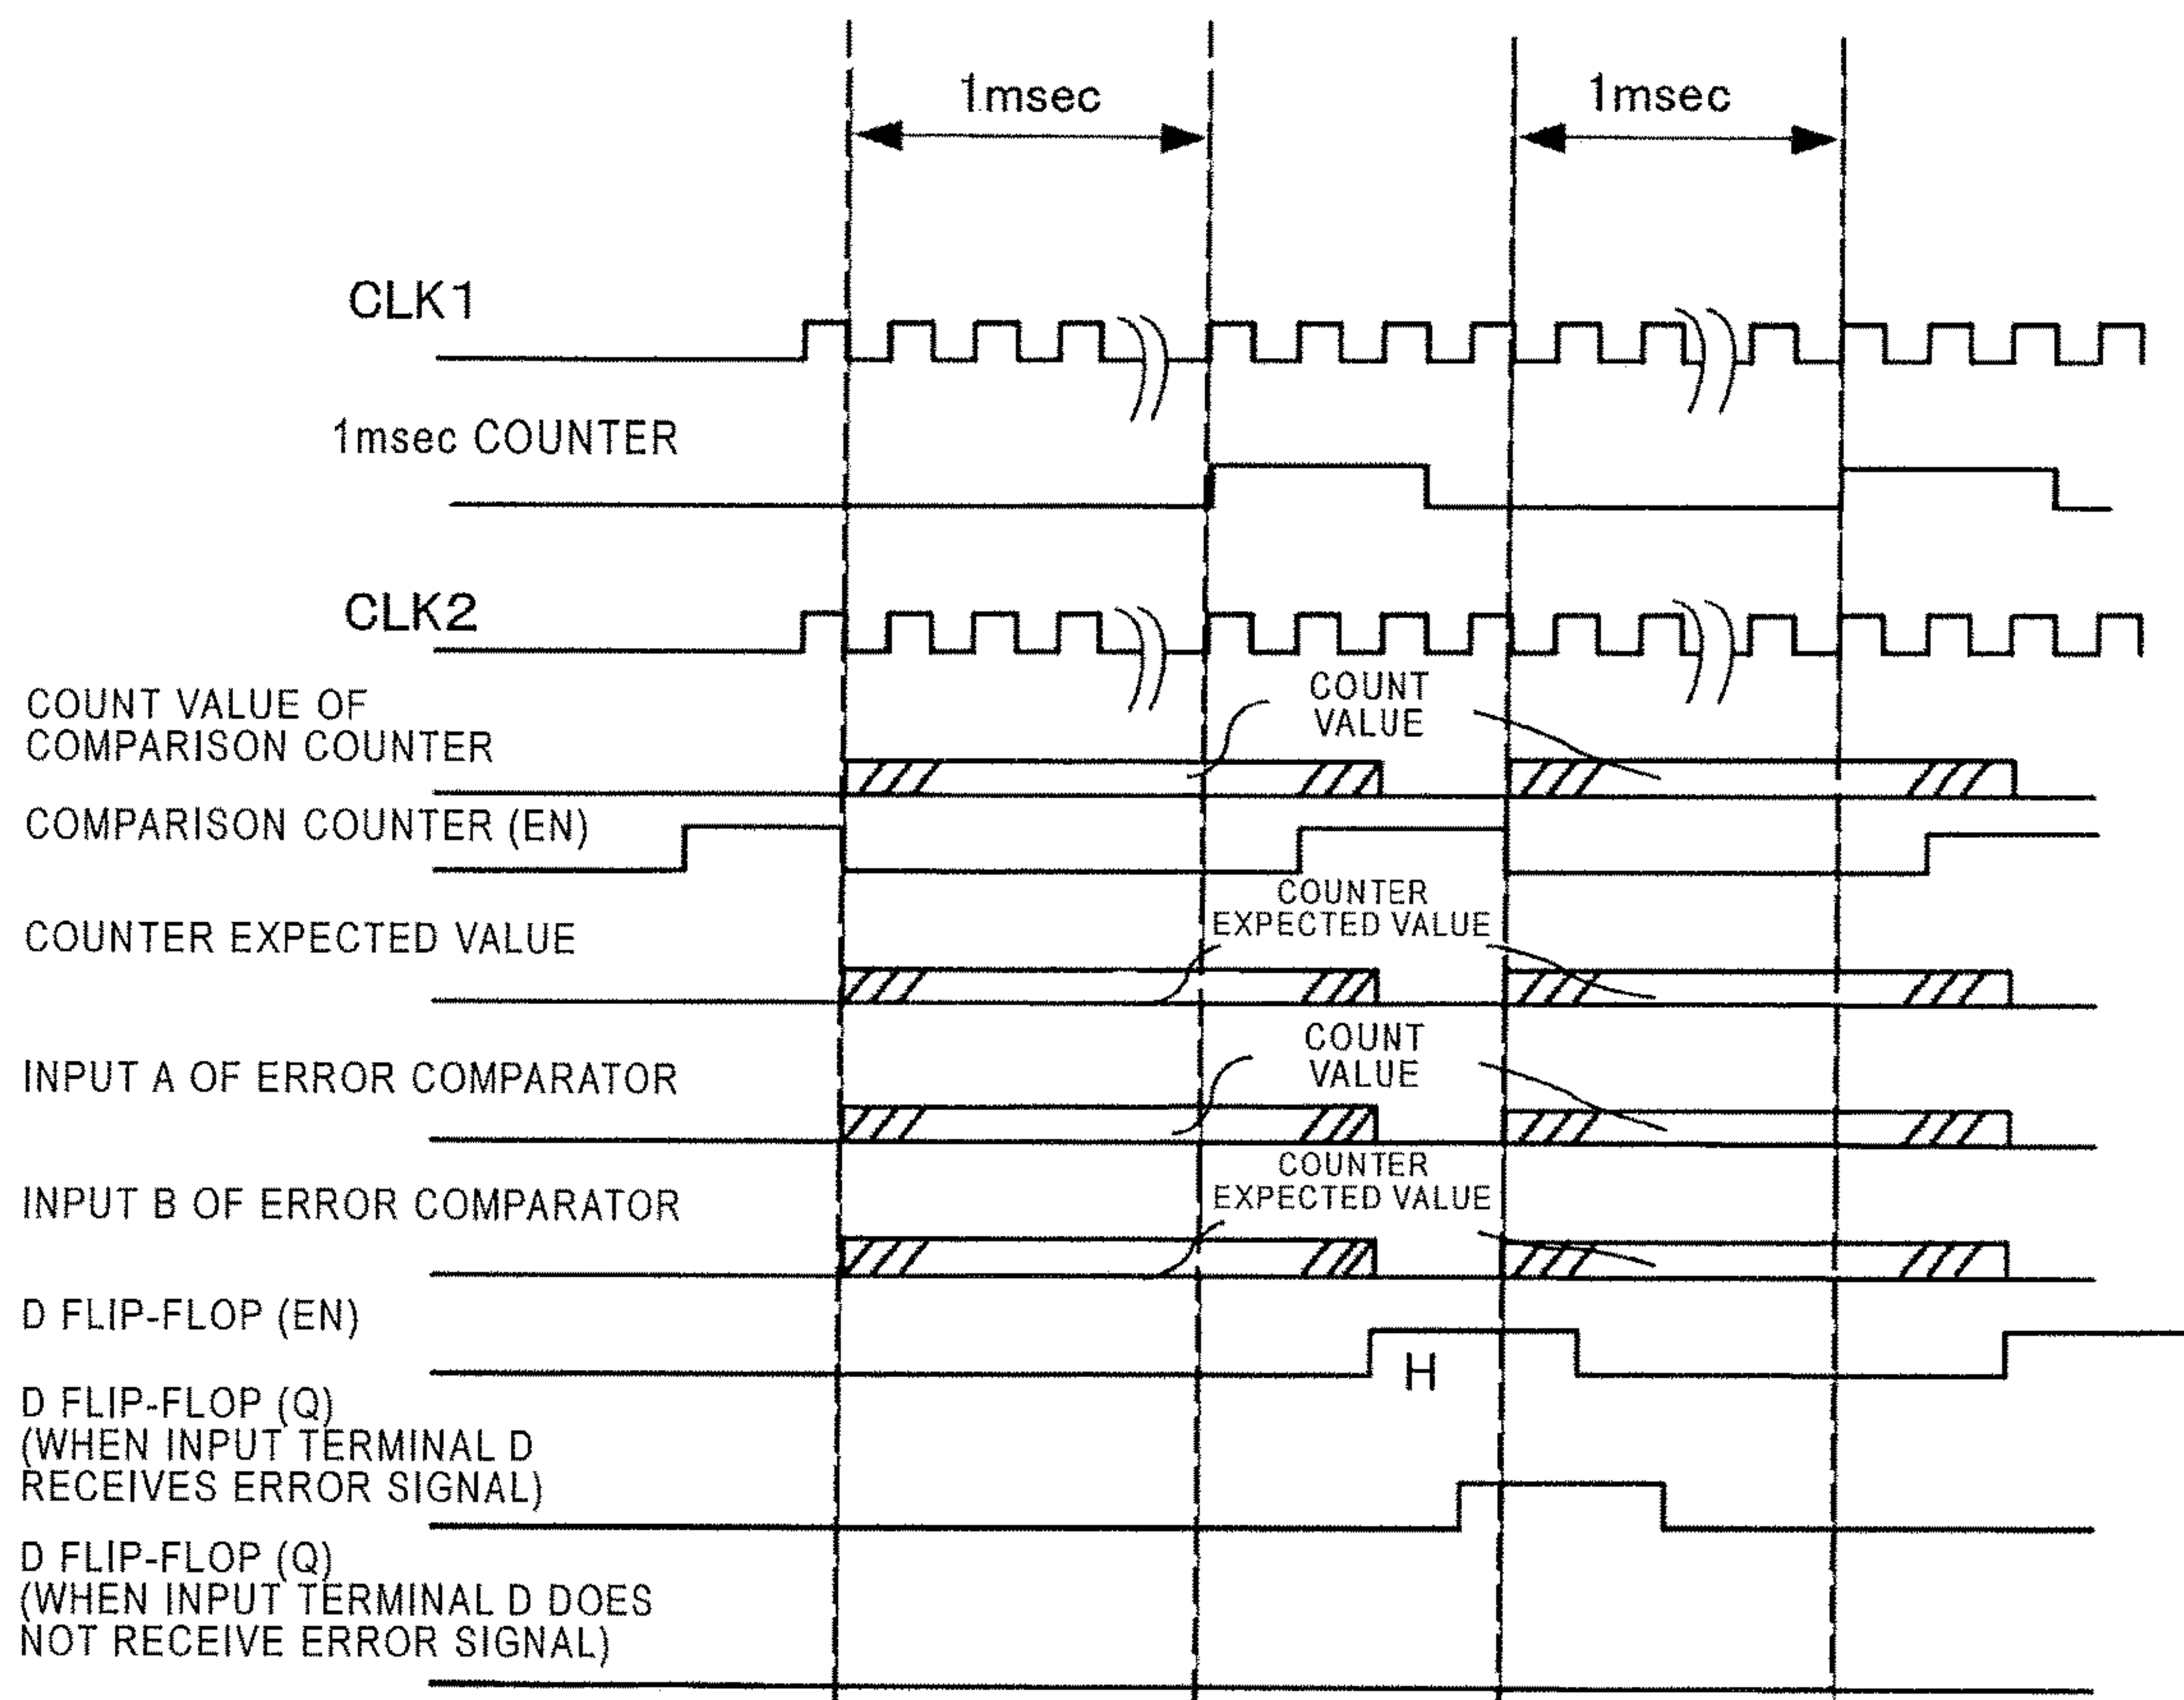 1msec
1msec
CLK1
1msec COUNTER
CLK2
COUNT VALUE OF
COMPARISON COUNTER
COUNT
VALUE
COMPARISON COUNTER (EN)
COUNTER
EXPECTED VALUE
COUNTER EXPECTED VALUE
COUNT
VALUE
INPUT A OF ERROR COMPARATOR
COUNTER
EXPECTED VALUE
INPUT B OF ERROR COMPARATOR
D FLIP-FLOP (EN)
H
D FLIP-FLOP (Q)
(WHEN INPUT TERMINAL D
RECEIVES ERROR SIGNAL)
D FLIP-FLOP (Q)
(WHEN INPUT TERMINAL D DOES
NOT RECEIVE ERROR SIGNAL)